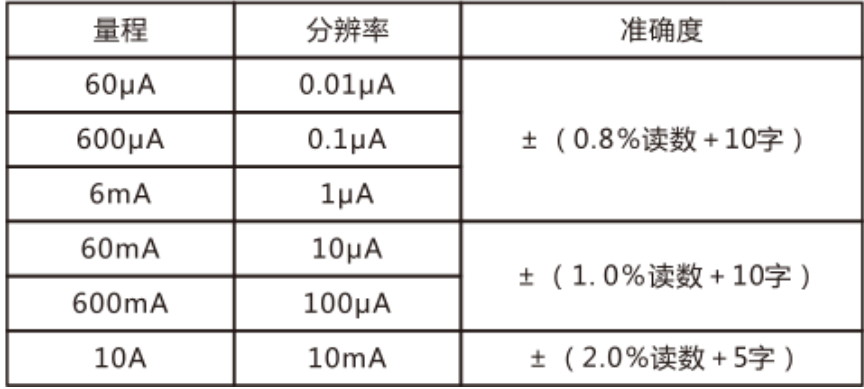 量程 分辨率 准确度
60μA 0.01μA
600μA 0.1μA ±（0.8%读数+10字）
6mA 1μA
60mA 10μA
±（1. 0%读数+10字）
600mA 100μA
10A 10mA ±（2.0%读数+5字）